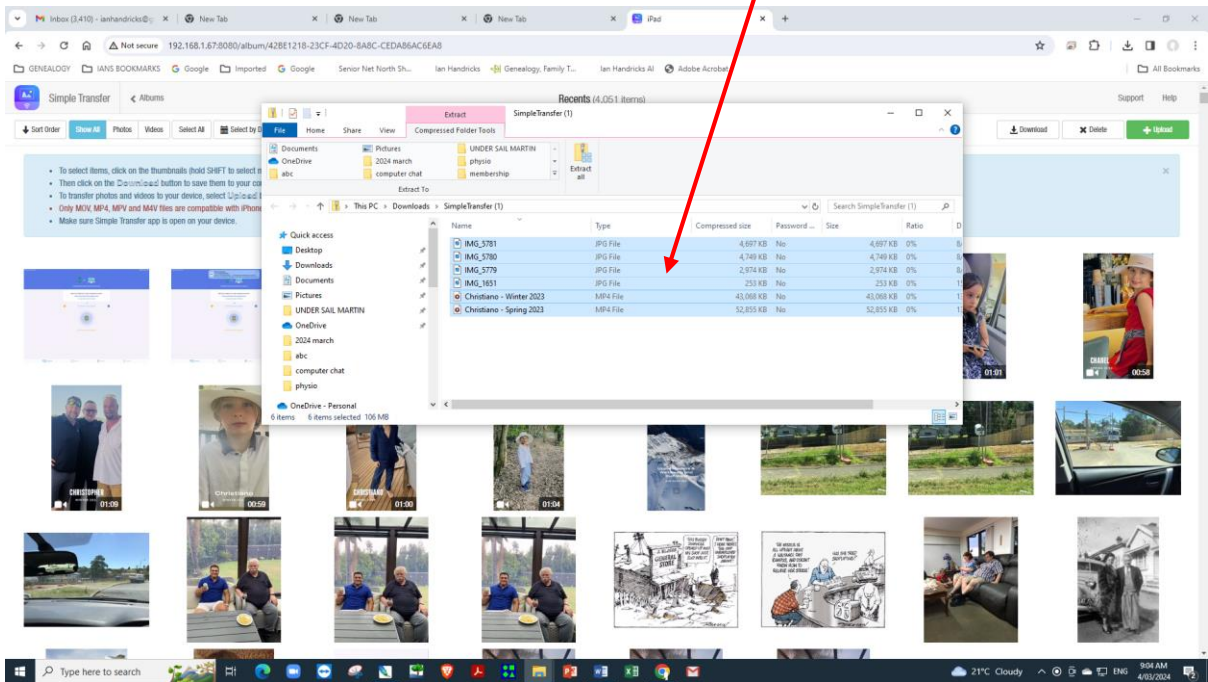 Inbox (3,410) - ianhandricks@g
New Tab
New Tab
New Tab
iPad
Not secure 192.168.1.67:8080/album/428E1218-23CF-4D20-8A8C-CEDA86AC6EA8
GENEALOGY IANS BOOKMARKS Google Imported Google Senior Net North Sh... Ian Handricks Genealogy, Family T... Ian Handricks Al Adobe Acrobat All Bookmarks
Simple Transfer Albums Recents (4,051 items) Support Help
Sort Order Show All Photos Videos Select All Select by D Download Delete Upload
To select items, click on the thumbnails (hold SHIFT to select m
Then click on the Download button to save them to your co
To transfer photos and videos to your device, select Upload
Only MOV, MP4, MPV and M4V files are compatible with iPhone
Make sure Simple Transfer app is open on your device.
Extract SimpleTransfer (1)
File Home Share View Compressed Folder Tools
Documents Pictures UNDER SAIL MARTIN
OneDrive 2024 march physio
abc computer chat membership
Extract all
Extract To
This PC Downloads SimpleTransfer (1) Search SimpleTransfer (1)
Quick access
Desktop
Downloads
Documents
Pictures
UNDER SAIL MARTIN
OneDrive
2024 march
abc
computer chat
physio
OneDrive - Personal
Name Type Compressed size Password ... Size Ratio D
IMG_5781 JPG File 4,697 KB No 4,697 KB 0% 8/
IMG_5780 JPG File 4,749 KB No 4,749 KB 0% 8/
IMG_5779 JPG File 2,974 KB No 2,974 KB 0% 8/
IMG_1651 JPG File 253 KB No 253 KB 0%
Christiano - Winter 2023 MP4 File 43,068 KB No 43,068 KB 0%
Christiano - Spring 2023 MP4 File 52,855 KB No 52,855 KB 0%
6 items 6 items selected 106 MB
01:01
CHANEL
00:58
CHRISTOPHER
01:09
Christiano
00:59
CHRISTIANO
01:00
01:04
GENERAL STORE
Type here to search
21°C Cloudy ENG
9:04 AM
4/03/2024